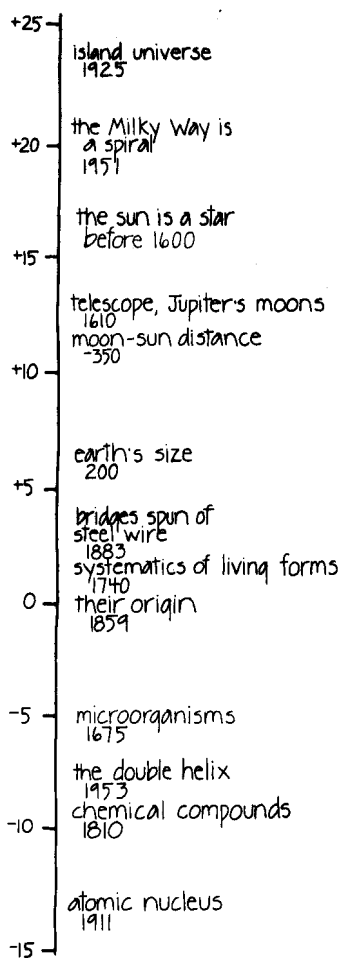 +25
island universe
1925
the Milky Way is
+20
a spiral
1951
the sun is a star
before 1600
+15
telescope, Jupiter's moons
1610
moon-sun distance
-350
+10
earth's size
200
+5
bridges spun of
steel wire
1883
systematics of living forms
1740
0
their origin
1859
-5
microorganisms
1675
the double helix
1953
chemical compounds
-10
1810
atomic nucleus
1911
-15